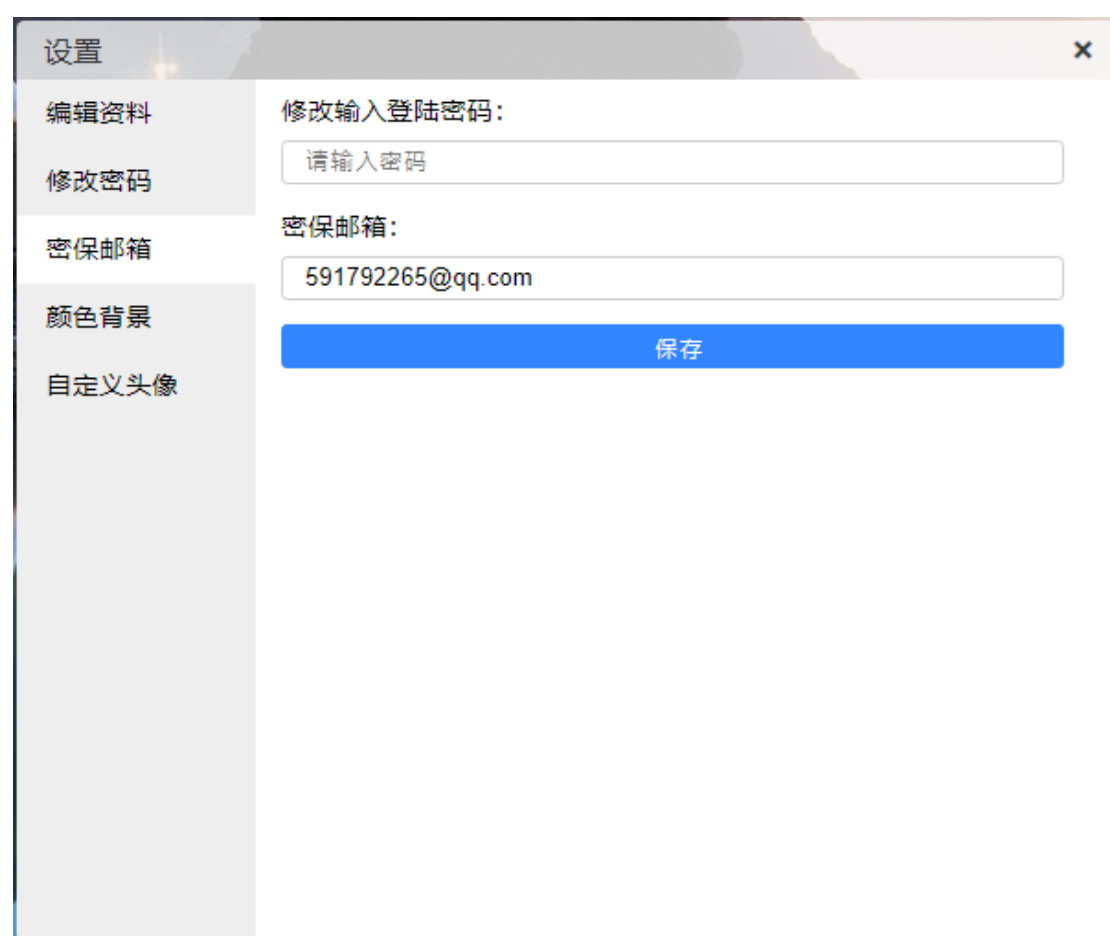 设置
×
编辑资料
修改密码
密保邮箱
颜色背景
自定义头像
修改输入登陆密码：
请输入密码
密保邮箱：
591792265@qq.com
保存